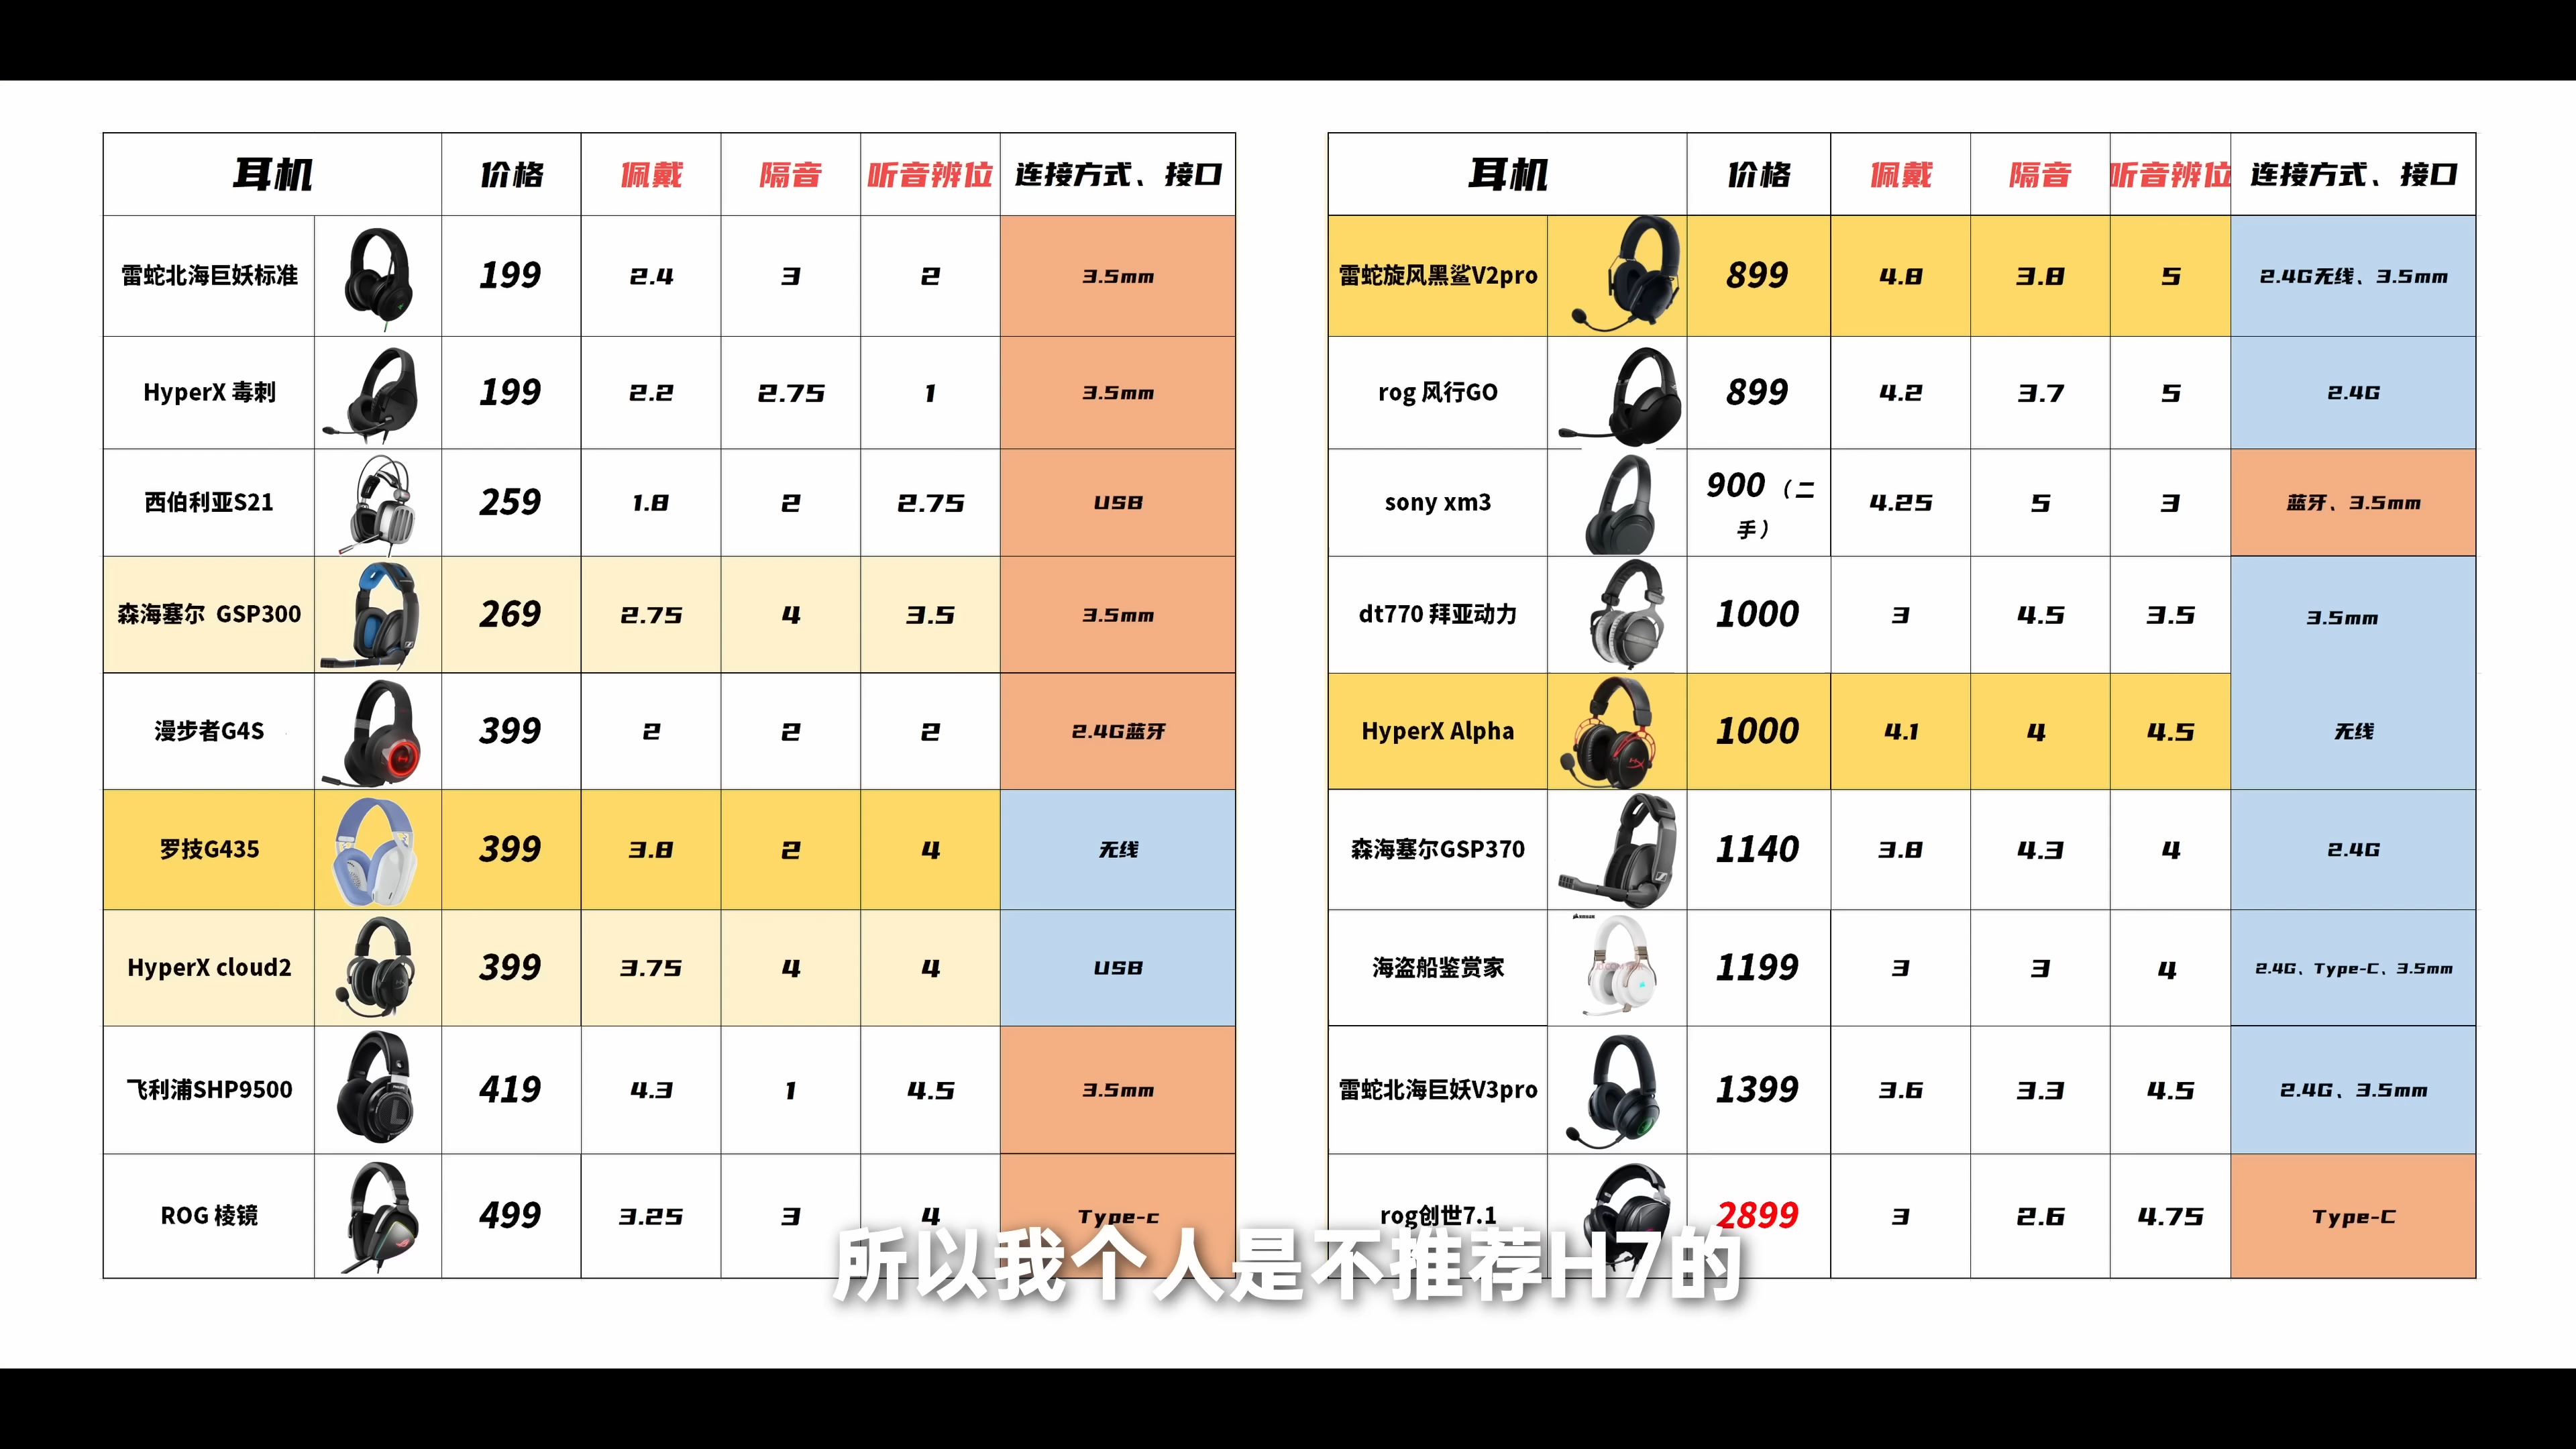 耳机 价格 佩戴 隔音 听音辨位 连接方式、接口
雷蛇北海巨妖标准 199 2.4 3 2 3.5mm
HyperX 毒刺 199 2.2 2.75 1 3.5mm
西伯利亚S21 259 1.8 2 2.75 USB
森海塞尔 GSP300 269 2.75 4 3.5 3.5mm
漫步者G4S 399 2 2 2 2.4G蓝牙
罗技G435 399 3.8 2 4 无线
HyperX cloud2 399 3.75 4 4 USB
飞利浦SHP9500 419 4.3 1 4.5 3.5mm
ROG 棱镜 499 3.25 3 4 Type-c
耳机 价格 佩戴 隔音 听音辨位 连接方式、接口
雷蛇旋风黑鲨V2pro 899 4.8 3.8 5 2.4G无线、3.5mm
rog 风行GO 899 4.2 3.7 5 2.4G
sony xm3 900（二手） 4.25 5 3 蓝牙、3.5mm
dt770 拜亚动力 1000 3 4.5 3.5 3.5mm
HyperX Alpha 1000 4.1 4 4.5 无线
森海塞尔GSP370 1140 3.8 4.3 4 2.4G
海盗船鉴赏家 1199 3 3 4 2.4G、Type-C、3.5mm
雷蛇北海巨妖V3pro 1399 3.6 3.3 4.5 2.4G、3.5mm
rog创世7.1 2899 3 2.6 4.75 Type-C
所以我个人是不推荐H7的